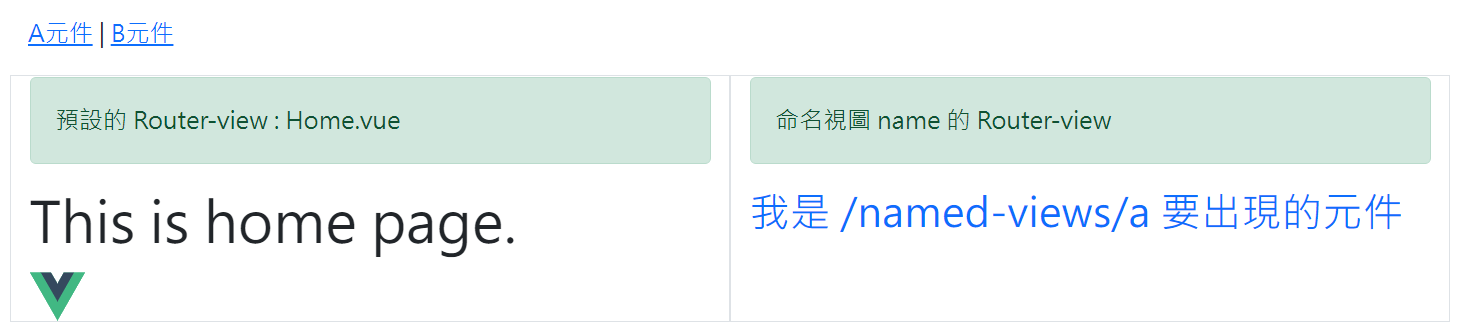 A元件 | B元件
預設的 Router-view : Home.vue
This is home page.
命名視圖 name 的 Router-view
我是 /named-views/a 要出現的元件